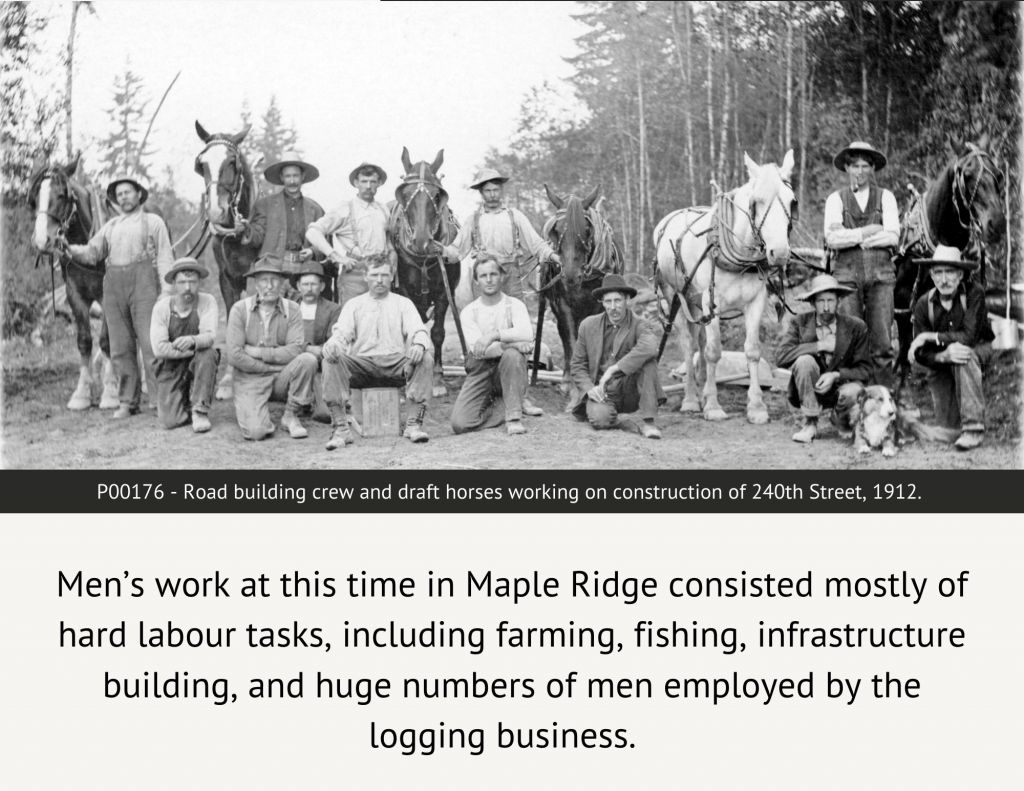 P00176 - Road building crew and draft horses working on construction of 240th Street, 1912.
Men’s work at this time in Maple Ridge consisted mostly of
hard labour tasks, including farming, fishing, infrastructure
building, and huge numbers of men employed by the
logging business.